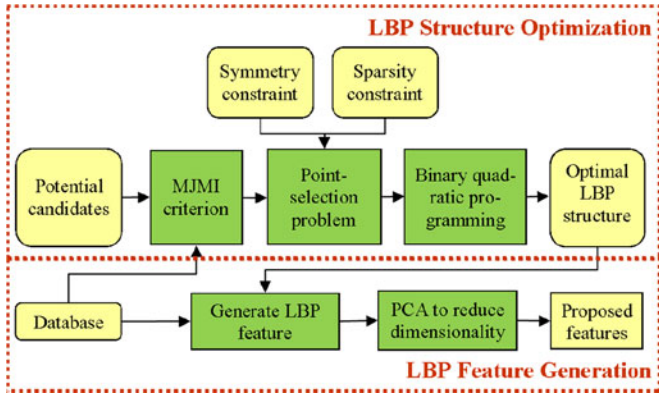 LBP Structure Optimization
Symmetry
constraint
Sparsity
constraint
Potential
candidates
MJMI
criterion
Point-
selection
problem
Binary quad-
ratic pro-
gramming
Optimal
LBP
structure
Database
Generate LBP
feature
PCA to reduce
dimensionality
Proposed
features
LBP Feature Generation